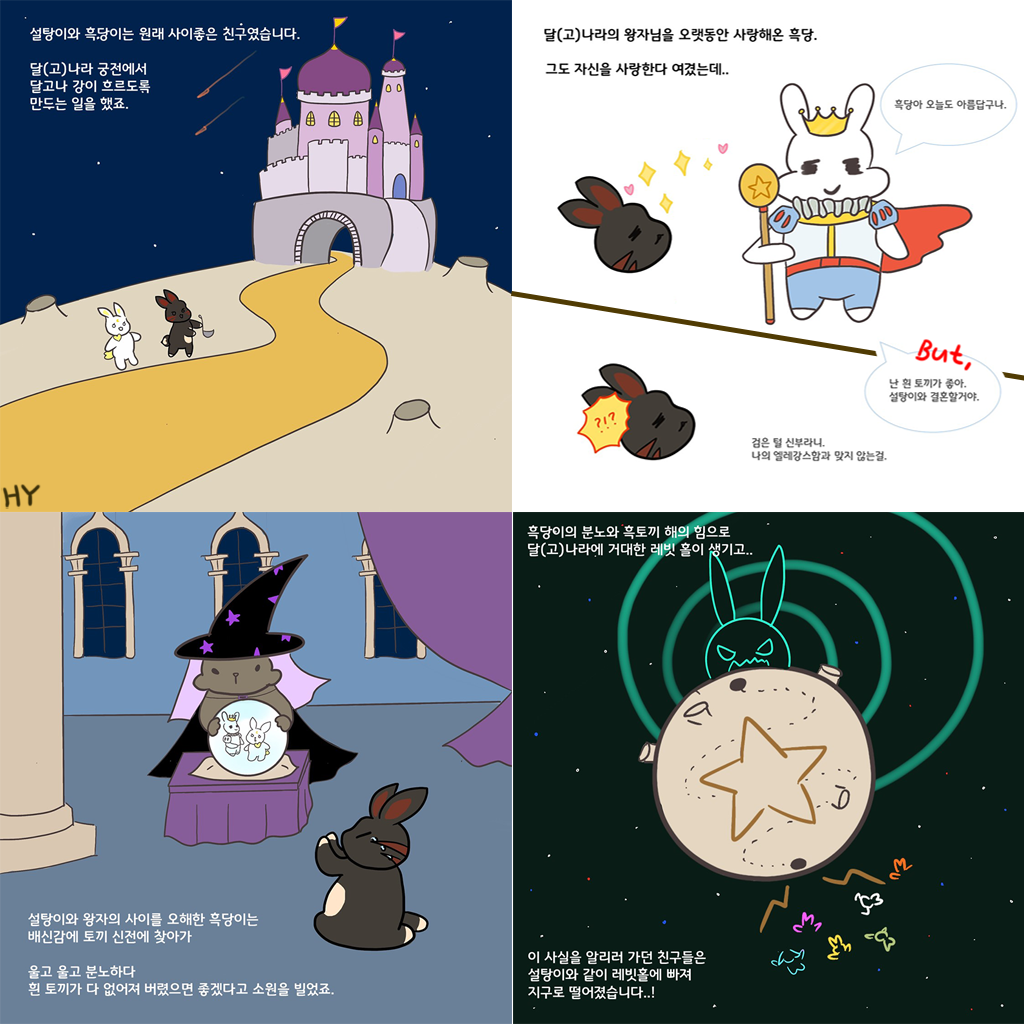 설탕이와 흑당이는 원래 사이좋은 친구였습니다.
달(고)나라 궁전에서
달고나 강이 흐르도록
만드는 일을 했죠.
HY
달(고)나라의 왕자님을 오랫동안 사랑해온 흑당.
그도 자신을 사랑한다 여겼는데..
흑당아 오늘도 아름답구나.
But,
난 흰 토끼가 좋아.
설탕이와 결혼할거야.
?!?
검은 털 신부라니.
나의 엘레강스함과 맞지 않는걸.
설탕이와 왕자의 사이를 오해한 흑당이는
배신감에 토끼 신전에 찾아가
울고 울고 분노하다
흰 토끼가 다 없어져 버렸으면 좋겠다고 소원을 빌었죠.
흑당이의 분노와 흑토끼 해의 힘으로
달(고)나라에 거대한 레빗 홀이 생기고..
이 사실을 알리러 가던 친구들은
설탕이와 같이 레빗홀에 빠져
지구로 떨어졌습니다..!